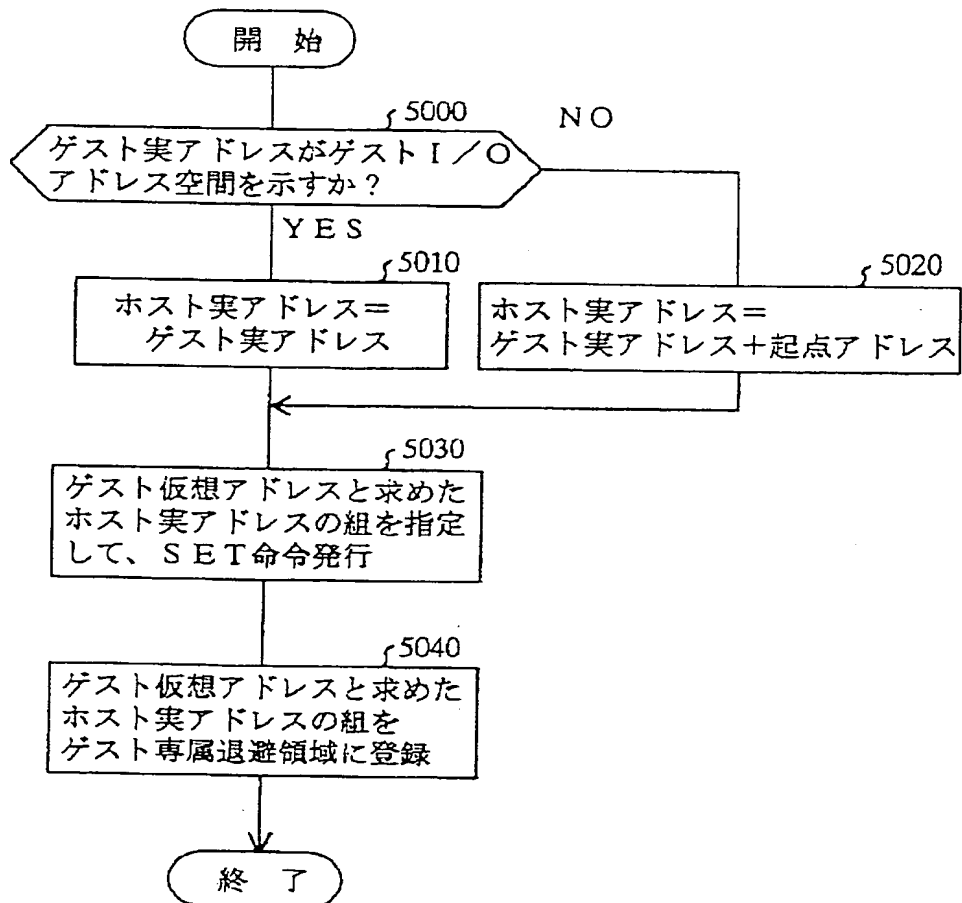 開 始
5000
NO
ゲスト実アドレスがゲストI/O
アドレス空間を示すか?
YES
5010
ホスト実アドレス=
ゲスト実アドレス
5020
ホスト実アドレス=
ゲスト実アドレス+起点アドレス
5030
ゲスト仮想アドレスと求めた
ホスト実アドレスの組を指定
して、SET命令発行
5040
ゲスト仮想アドレスと求めた
ホスト実アドレスの組を
ゲスト専属退避領域に登録
終 了